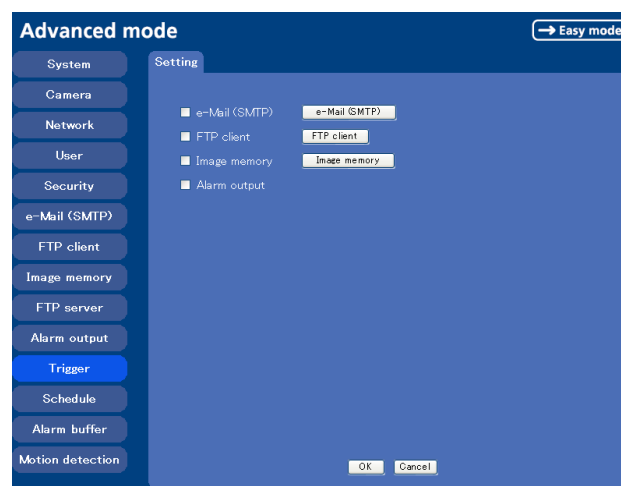 Advanced mode
→ Easy mode
System
Camera
Network
User
Security
e-Mail (SMTP)
FTP client
Image memory
FTP server
Alarm output
Trigger
Schedule
Alarm buffer
Motion detection
Setting
e-Mail (SMTP) e-Mail (SMTP)
FTP client FTP client
Image memory Image memory
Alarm output
OK Cancel